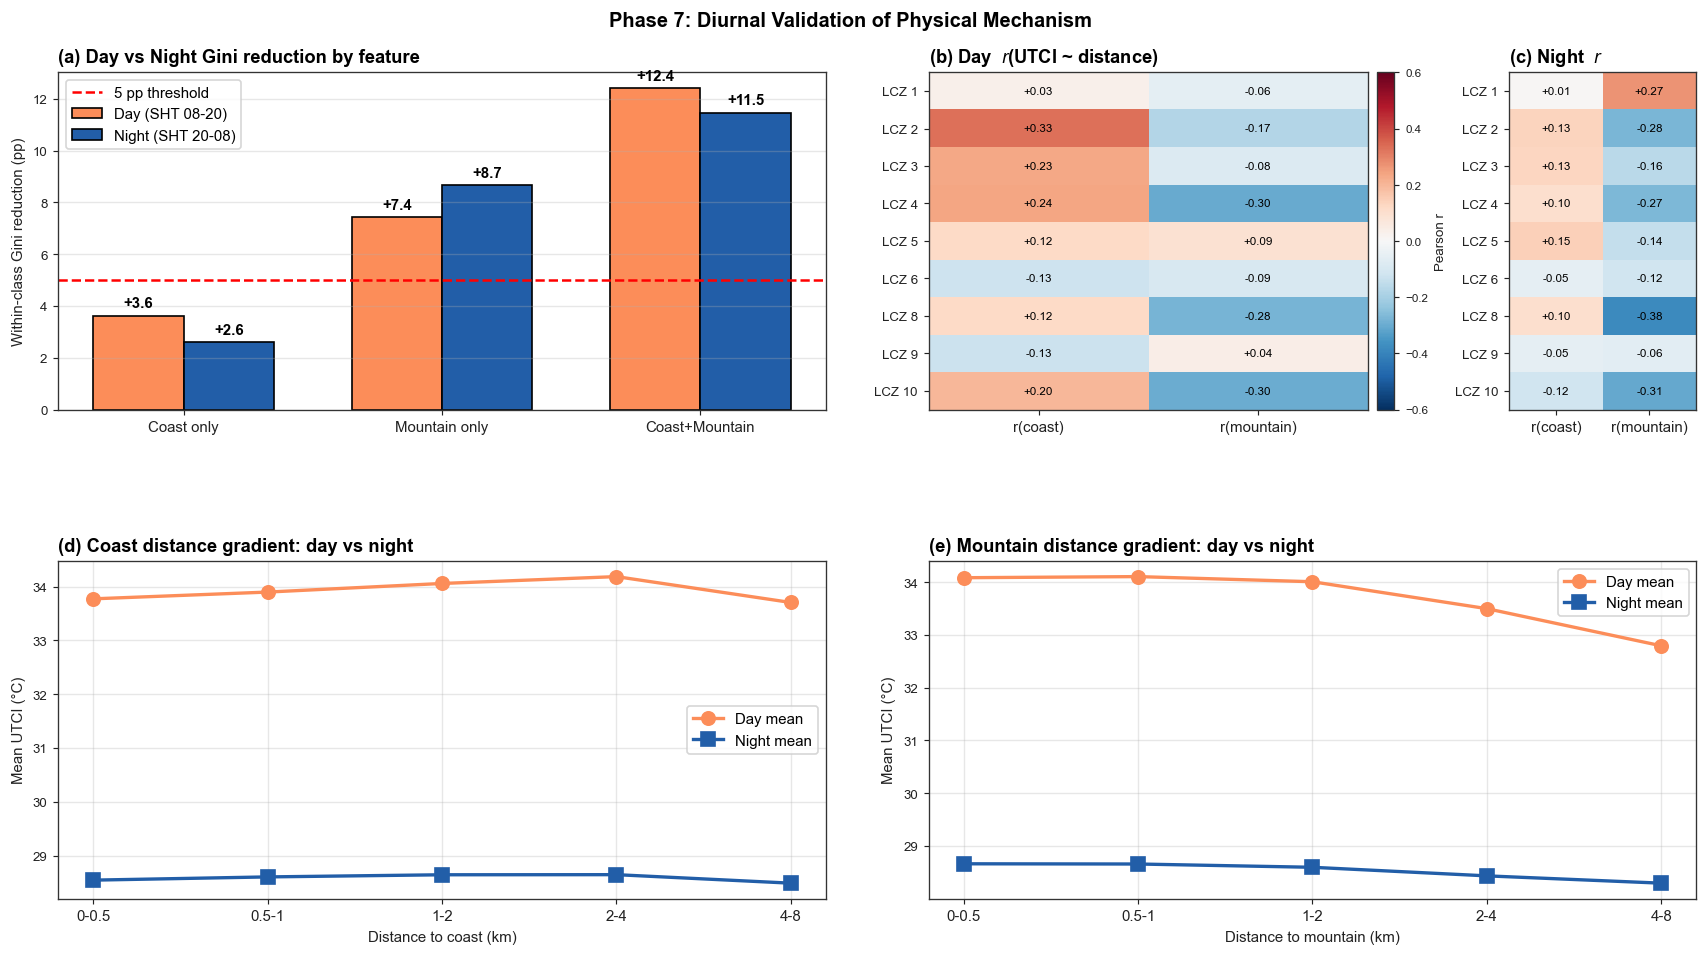 Phase 7: Diurnal Validation of Physical Mechanism
(a) Day vs Night Gini reduction by feature
Within-class Gini reduction (pp)
12
10
8
6
4
2
0
5 pp threshold
Day (SHT 08-20)
Night (SHT 20-08)
+3.6
+2.6
+7.4
+8.7
+12.4
+11.5
Coast only
Mountain only
Coast+Mountain
(b) Day r(UTCI ~ distance)
LCZ 1 +0.03 -0.06
LCZ 2 +0.33 -0.17
LCZ 3 +0.23 -0.08
LCZ 4 +0.24 -0.30
LCZ 5 +0.12 +0.09
LCZ 6 -0.13 -0.09
LCZ 8 +0.12 -0.28
LCZ 9 -0.13 +0.04
LCZ 10 +0.20 -0.30
r(coast) r(mountain)
0.6
0.4
0.2
0.0
−0.2
−0.4
−0.6
Pearson r
(c) Night r
LCZ 1 +0.01 +0.27
LCZ 2 +0.13 -0.28
LCZ 3 +0.13 -0.16
LCZ 4 +0.10 -0.27
LCZ 5 +0.15 -0.14
LCZ 6 -0.05 -0.12
LCZ 8 +0.10 -0.38
LCZ 9 -0.05 -0.06
LCZ 10 -0.12 -0.31
r(coast) r(mountain)
(d) Coast distance gradient: day vs night
Mean UTCI (°C)
34
33
32
31
30
29
Day mean
Night mean
0-0.5 0.5-1 1-2 2-4 4-8
Distance to coast (km)
(e) Mountain distance gradient: day vs night
Mean UTCI (°C)
34
33
32
31
30
29
Day mean
Night mean
0-0.5 0.5-1 1-2 2-4 4-8
Distance to mountain (km)